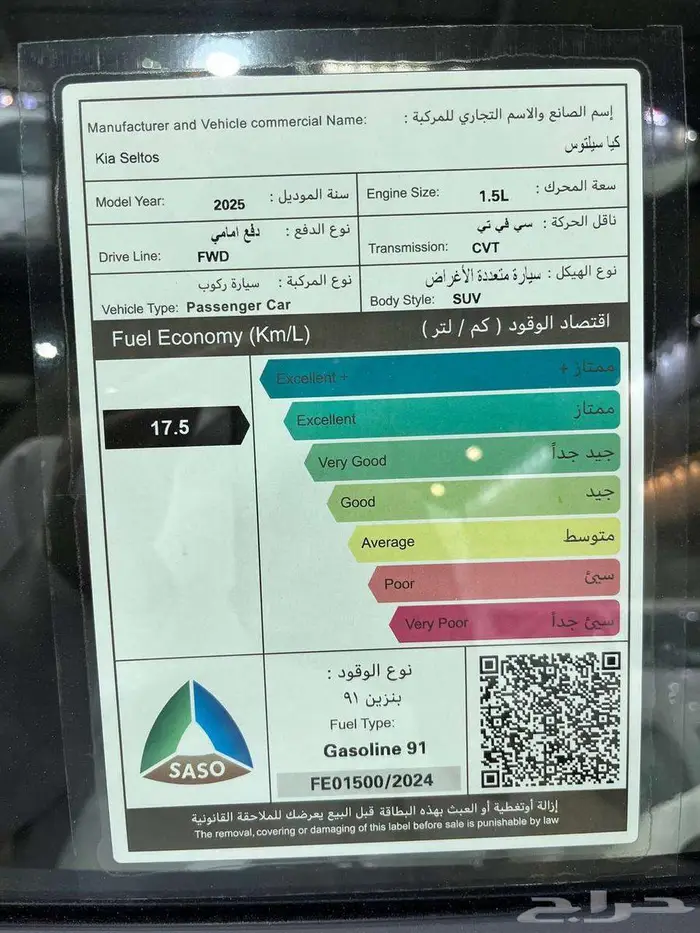 Manufacturer and Vehicle commercial Name: إسم الصانع والاسم التجاري للمركبة :
Kia Seltos كيا سيلتوس
Model Year: 2025 سنة الموديل :
Engine Size: 1.5L سعة المحرك :
نوع الدفع : دفع امامي
Drive Line: FWD
ناقل الحركة : سي في تي
Transmission: CVT
نوع المركبة : سيارة ركوب
Vehicle Type: Passenger Car
نوع الهيكل : سيارة متعددة الأغراض
Body Style: SUV
Fuel Economy (Km/L) اقتصاد الوقود ( كم / لتر )
17.5
Excellent + ممتاز +
Excellent ممتاز
Very Good جيد جداً
Good جيد
Average متوسط
Poor سيئ
Very Poor سيئ جداً
SASO
نوع الوقود :
بنزين ٩١
Fuel Type:
Gasoline 91
FE01500/2024
إزالة أوتغطية أو العبث بهذه البطاقة قبل البيع يعرضك للملاحقة القانونية
The removal, covering or damaging of this label before sale is punishable by law
حراج